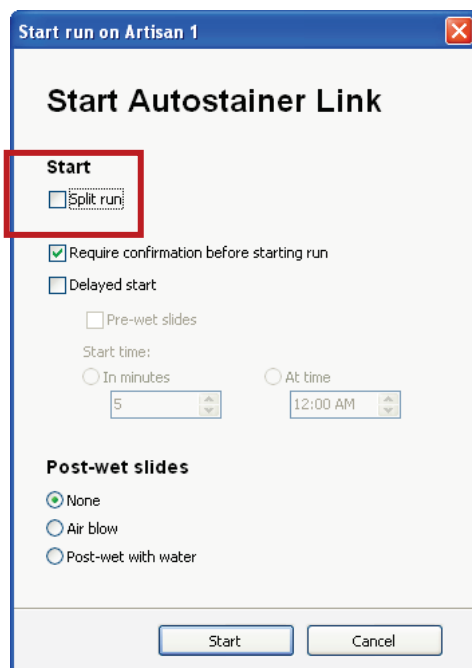 Start run on Artisan 1
Start Autostainer Link
Start
Split run
Require confirmation before starting run
Delayed start
Pre-wet slides
Start time:
In minutes At time
5 12:00 AM
Post-wet slides
None
Air blow
Post-wet with water
Start Cancel